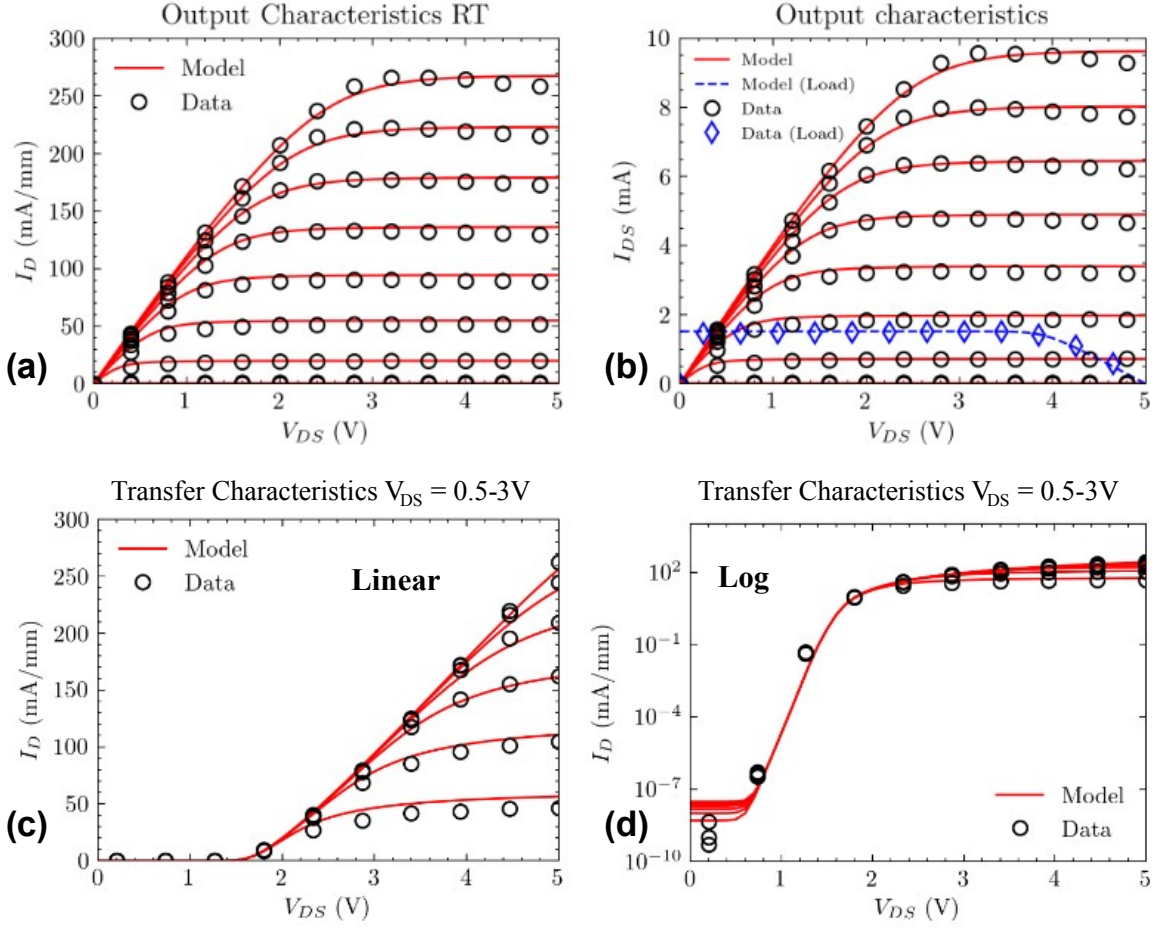 Output Characteristics RT
300
250
200
150
100
50
0
I_D (mA/mm)
Model
Data
(a)
0 1 2 3 4 5
V_DS (V)
Output characteristics
10
8
6
4
2
0
I_DS (mA)
Model
Model (Load)
Data
Data (Load)
(b)
0 1 2 3 4 5
V_DS (V)
Transfer Characteristics V_DS = 0.5-3V
300
250
200
150
100
50
0
I_D (mA/mm)
Model
Data
Linear
(c)
0 1 2 3 4 5
V_DS (V)
Transfer Characteristics V_DS = 0.5-3V
10^2
10^-1
10^-4
10^-7
10^-10
I_D (mA/mm)
Log
Model
Data
(d)
0 1 2 3 4 5
V_DS (V)